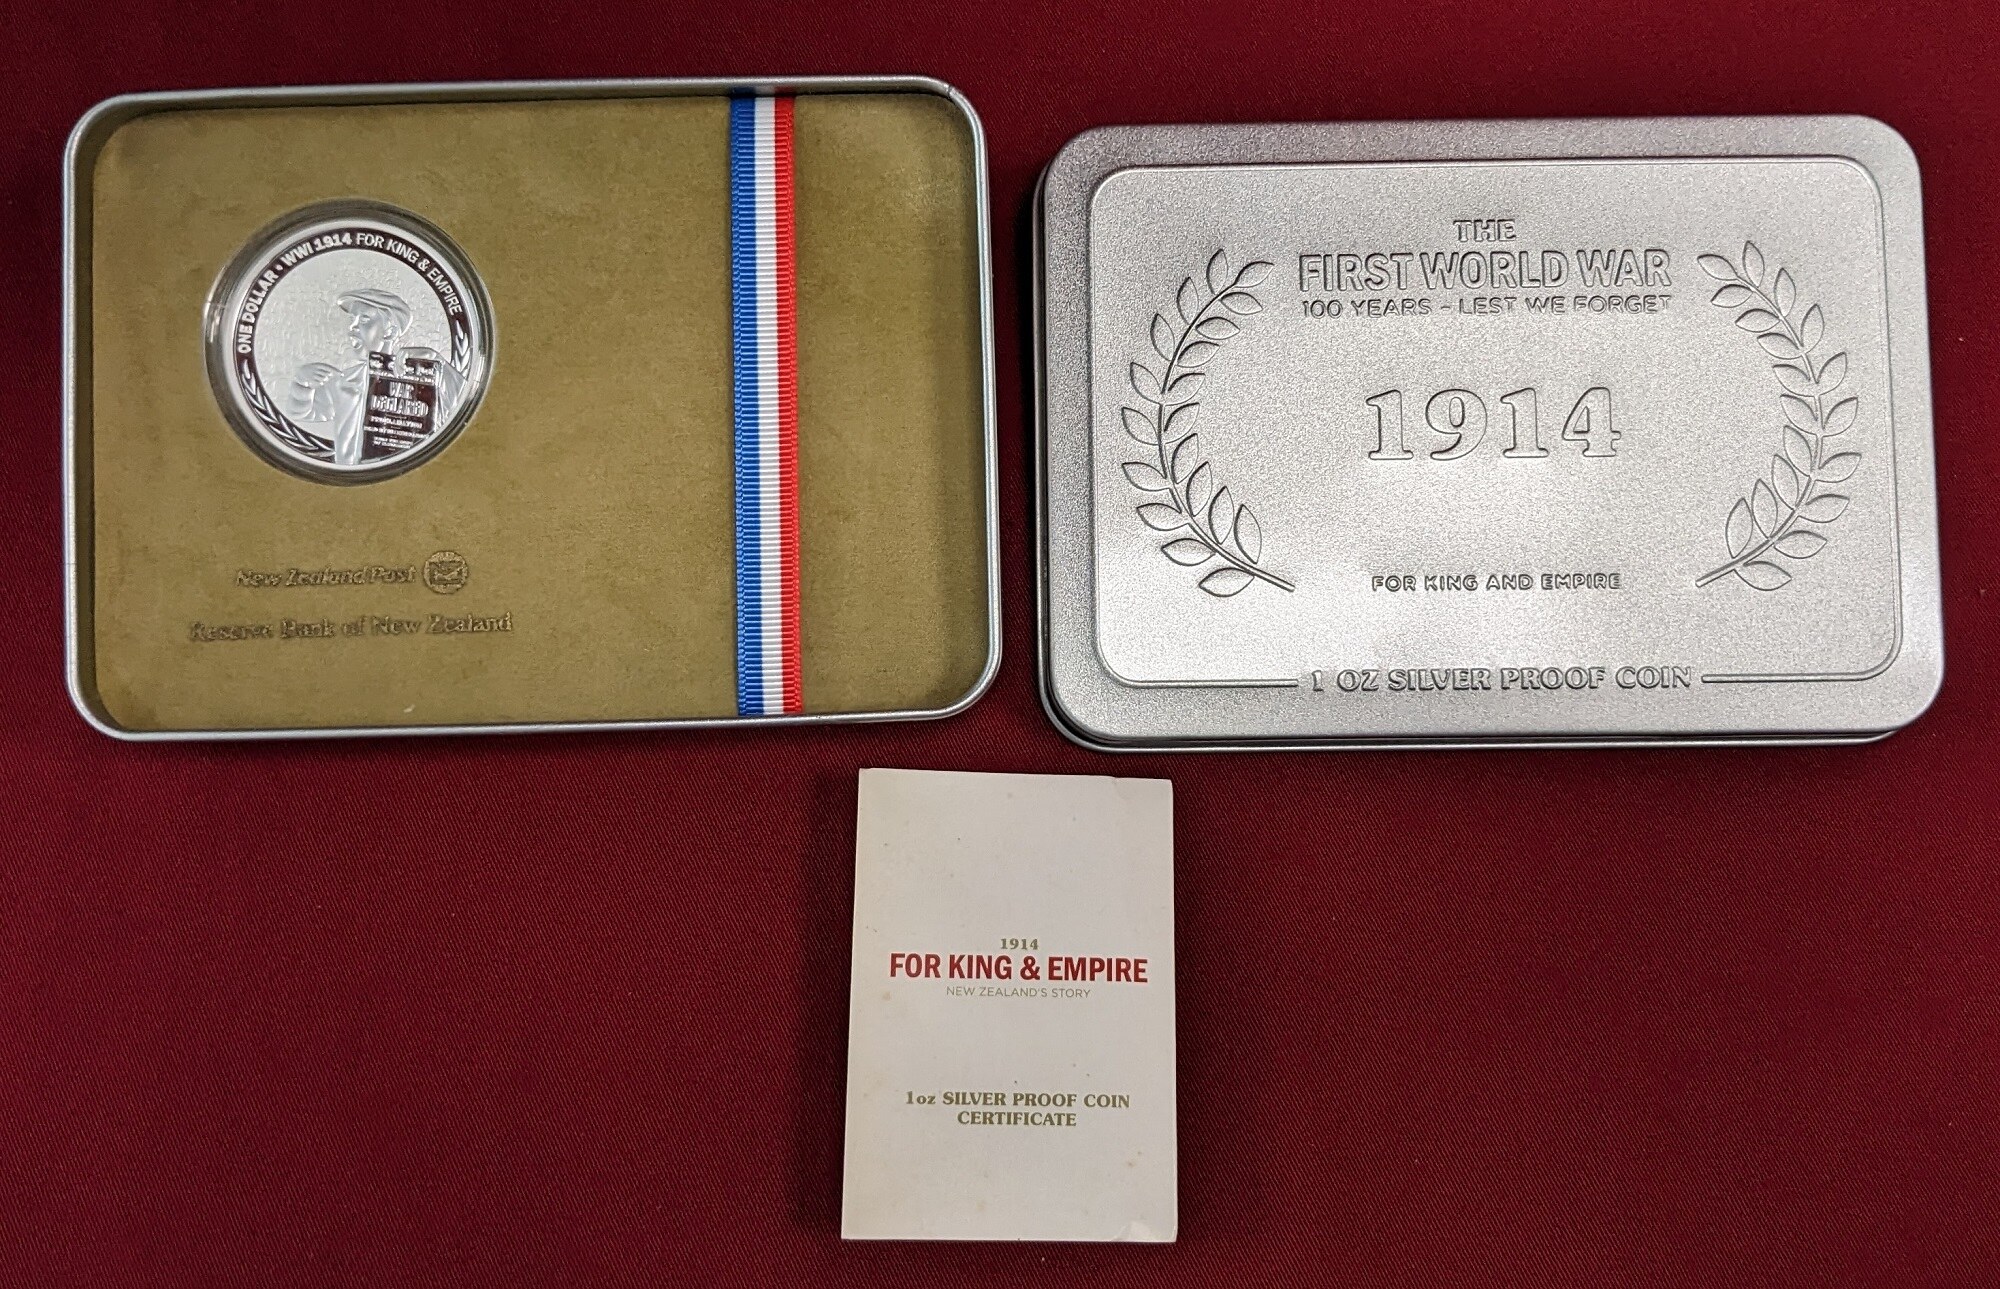 ONE DOLLAR • WWI 1914 FOR KING & EMPIRE
WAR
DECLARED
New Zealand Post
Reserve Bank of New Zealand
THE
FIRST WORLD WAR
100 YEARS - LEST WE FORGET
1914
FOR KING AND EMPIRE
1 OZ SILVER PROOF COIN
1914
FOR KING & EMPIRE
NEW ZEALAND'S STORY
1oz SILVER PROOF COIN
CERTIFICATE